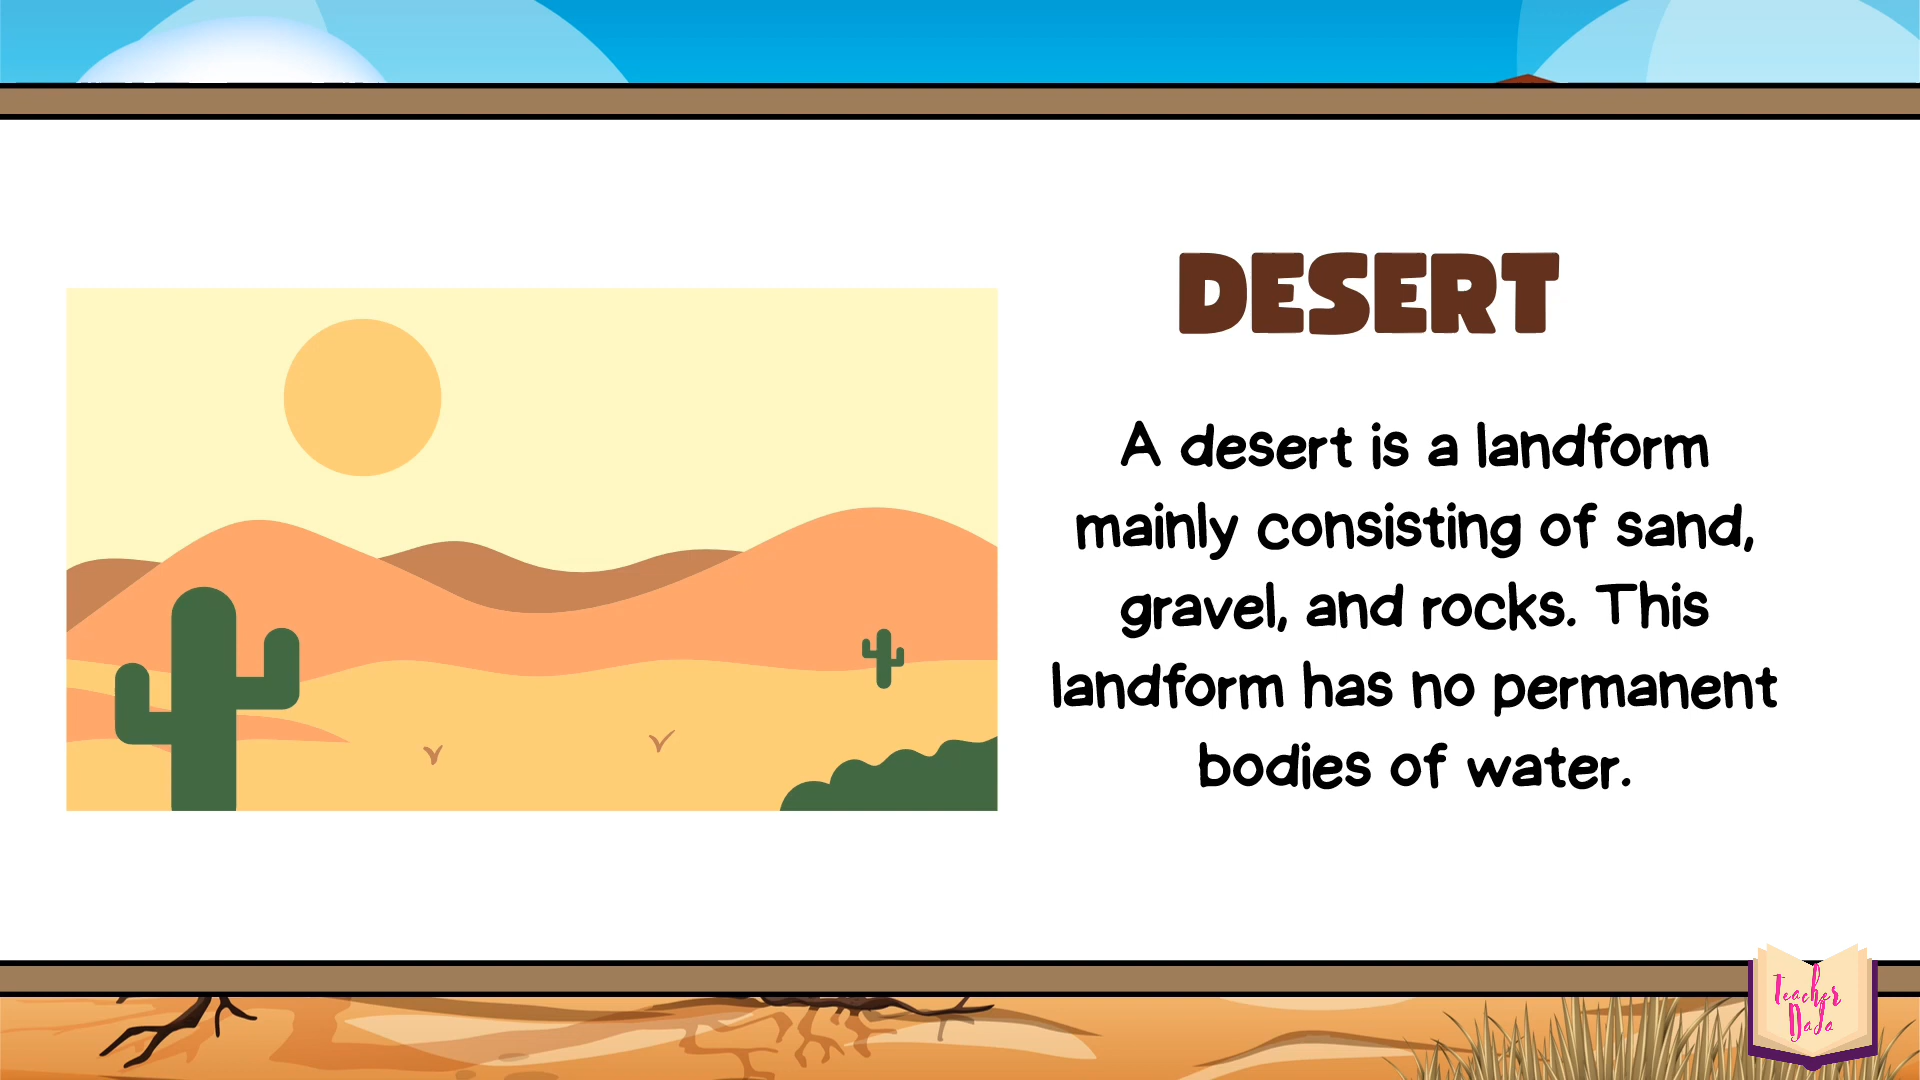 DESERT
A desert is a landform
mainly consisting of sand,
gravel, and rocks. This
landform has no permanent
bodies of water.
Teacher
Dada